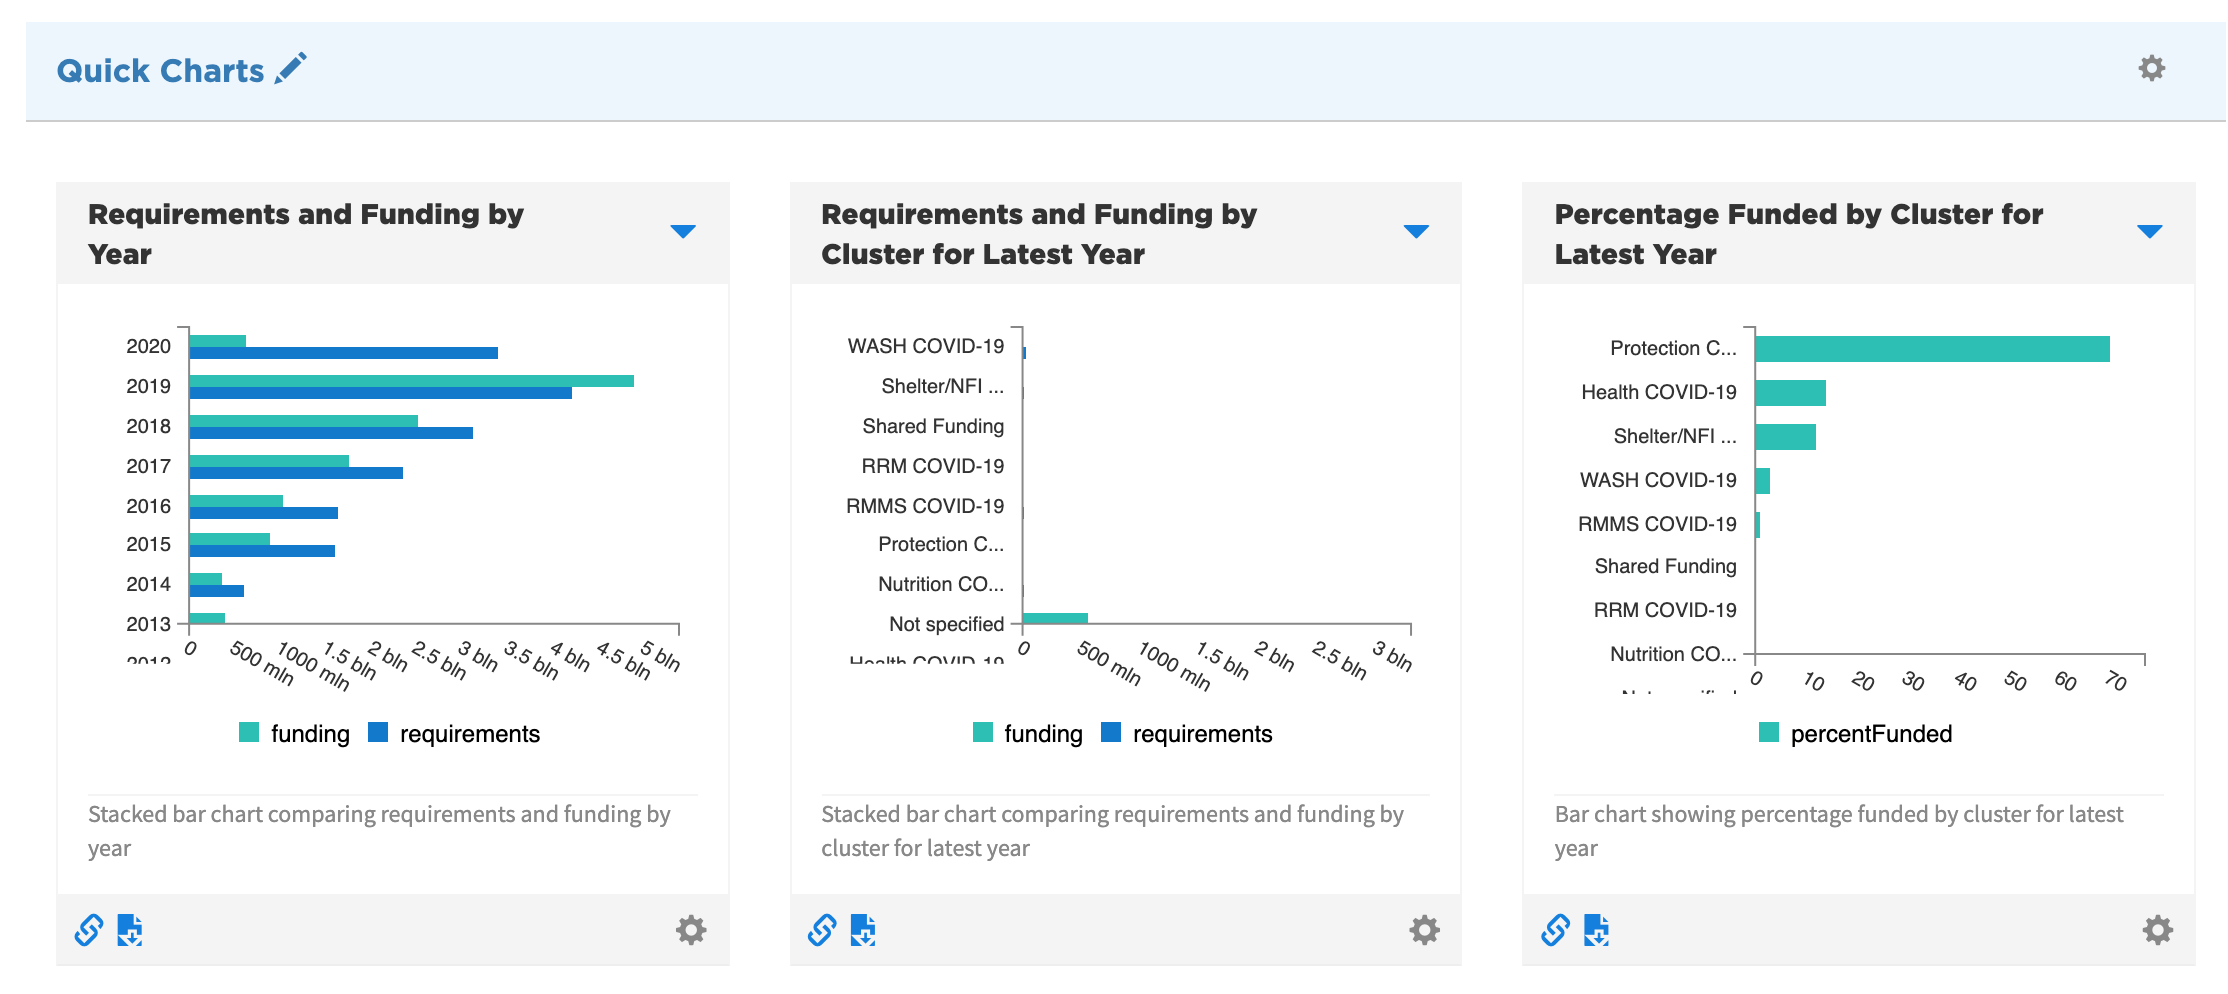 Quick Charts
Requirements and Funding by
Year
2020
2019
2018
2017
2016
2015
2014
2013
2012
0
500 mln
1000 mln
1.5 bln
2 bln
2.5 bln
3 bln
3.5 bln
4 bln
4.5 bln
5 bln
funding
requirements
Stacked bar chart comparing requirements and funding by
year
Requirements and Funding by
Cluster for Latest Year
WASH COVID-19
Shelter/NFI ...
Shared Funding
RRM COVID-19
RMMS COVID-19
Protection C...
Nutrition CO...
Not specified
Health COVID-19
0
500 mln
1000 mln
1.5 bln
2 bln
2.5 bln
3 bln
funding
requirements
Stacked bar chart comparing requirements and funding by
cluster for latest year
Percentage Funded by Cluster for
Latest Year
Protection C...
Health COVID-19
Shelter/NFI ...
WASH COVID-19
RMMS COVID-19
Shared Funding
RRM COVID-19
Nutrition CO...
Not specified
0
10
20
30
40
50
60
70
percentFunded
Bar chart showing percentage funded by cluster for latest
year